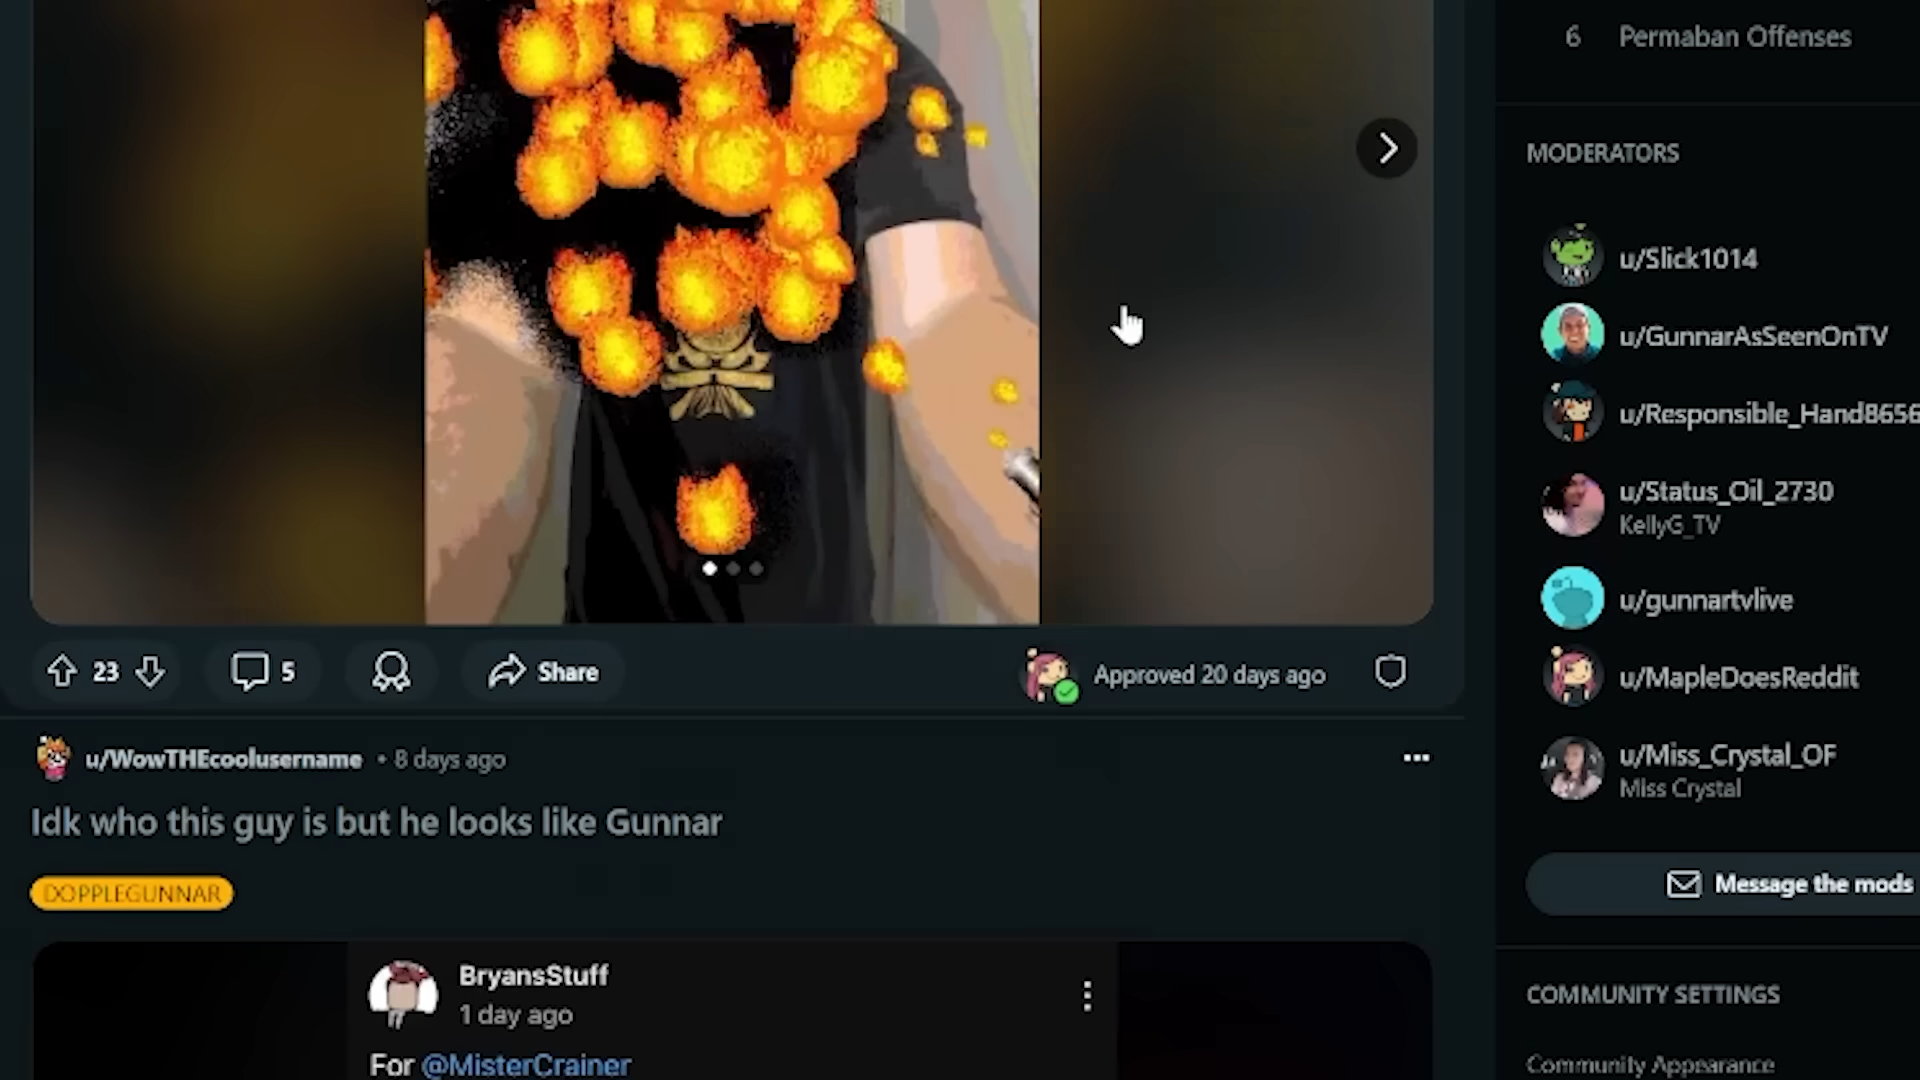 23
5
Share
Approved 20 days ago
u/WowTHEcoolusername
• 8 days ago
Idk who this guy is but he looks like Gunnar
DOPPLEGUNNAR
BryansStuff
1 day ago
For @MisterCrainer
6
Permaban Offenses
MODERATORS
u/Slick1014
u/GunnarAsSeenOnTV
u/Responsible_Hand8656
u/Status_Oil_2730
KellyG_TV
u/gunnartvlive
u/MapleDoesReddit
u/Miss_Crystal_OF
Miss Crystal
Message the mods
COMMUNITY SETTINGS
Community Appearance